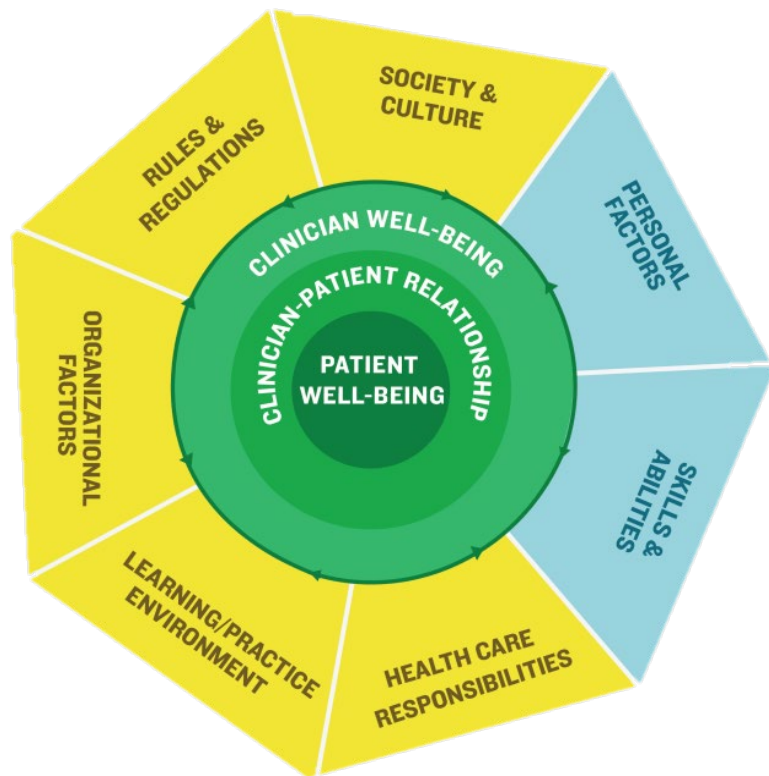 SOCIETY &
CULTURE
PERSONAL
FACTORS
SKILLS &
ABILITIES
HEALTH CARE
RESPONSIBILITIES
LEARNING/PRACTICE
ENVIRONMENT
ORGANIZATIONAL
FACTORS
RULES &
REGULATIONS
CLINICIAN WELL-BEING
CLINICIAN-PATIENT RELATIONSHIP
PATIENT
WELL-BEING